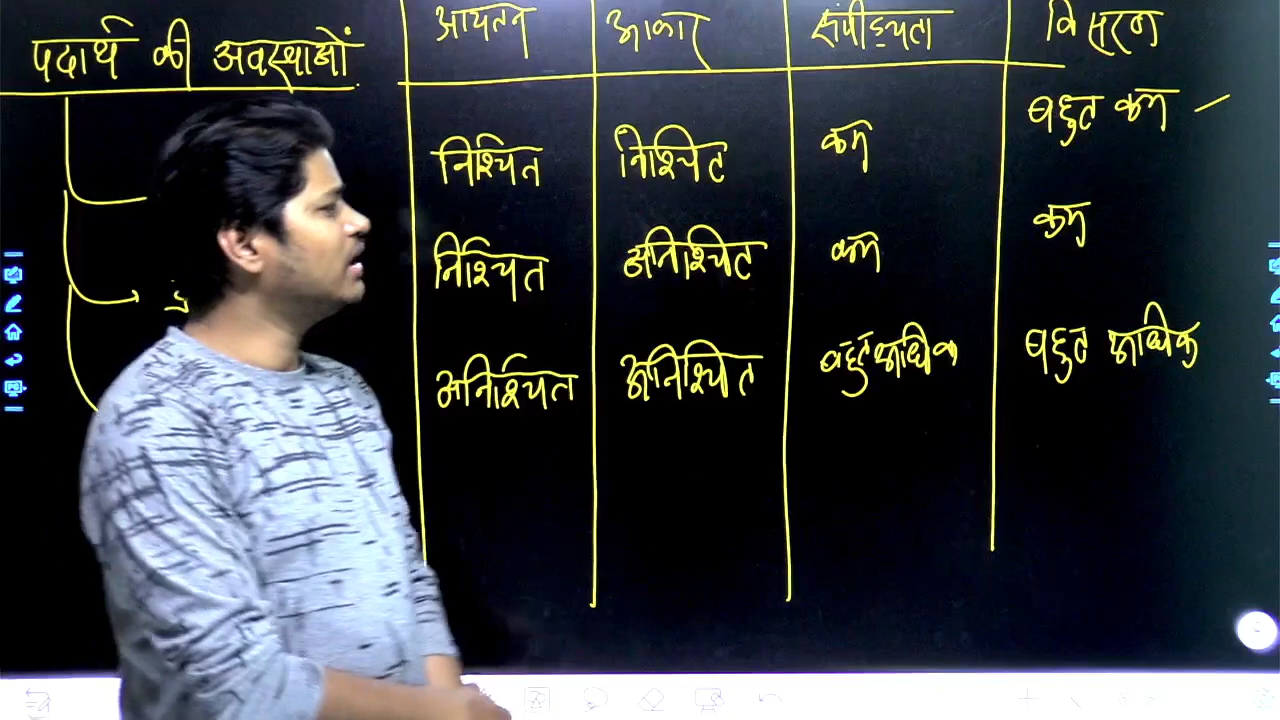 पदार्थ की अवस्थाओं
आयतन आकार संपीड्यता विसरण
निश्चित निश्चित कम बहुत कम
निश्चित अनिश्चित कम कम
अनिश्चित अनिश्चित बहुत अधिक बहुत अधिक